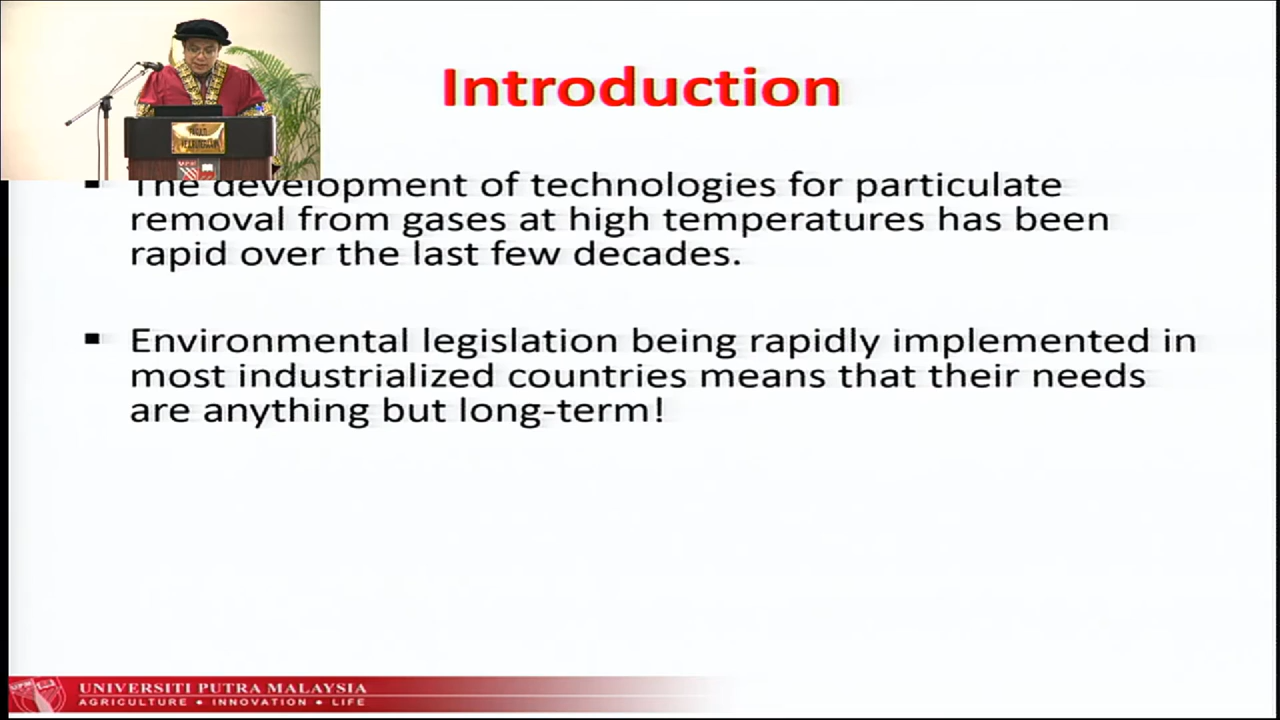 Introduction
The development of technologies for particulate
removal from gases at high temperatures has been
rapid over the last few decades.
Environmental legislation being rapidly implemented in
most industrialized countries means that their needs
are anything but long-term!
UNIVERSITI PUTRA MALAYSIA
AGRICULTURE • INNOVATION • LIFE